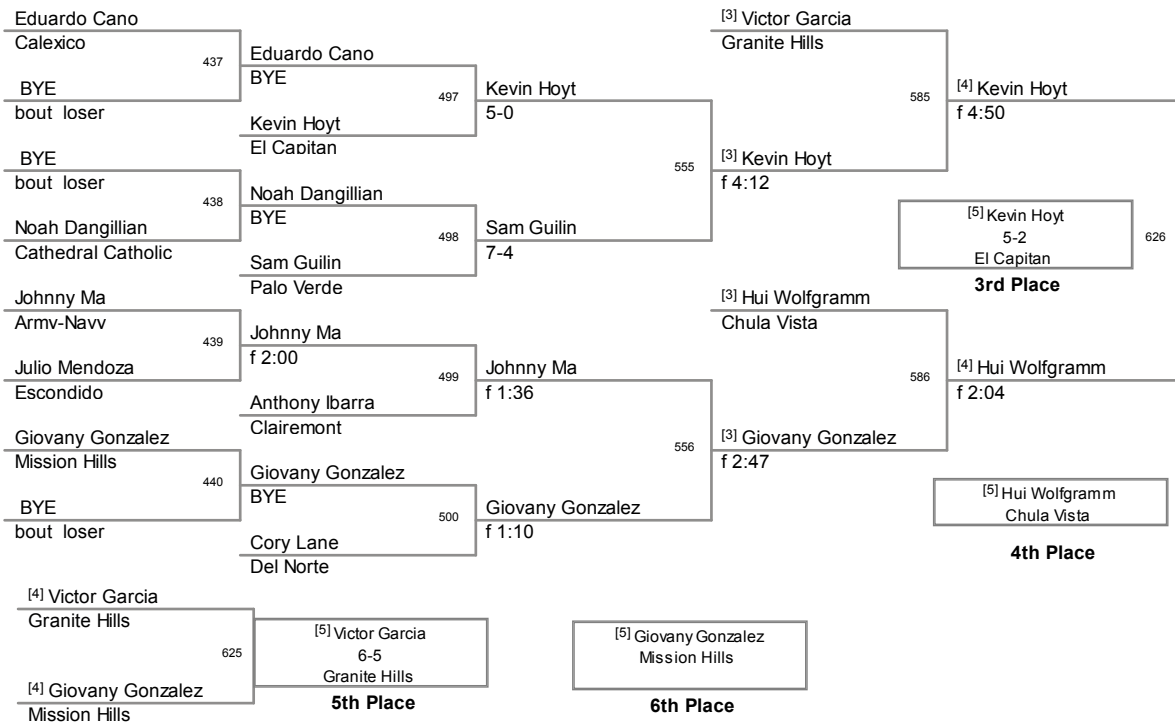 Eduardo Cano
Calexico
437
BYE
bout loser
BYE
bout loser
438
Noah Dangillian
Cathedral Catholic
Johnny Ma
Army-Navy
439
Julio Mendoza
Escondido
Giovany Gonzalez
Mission Hills
440
BYE
bout loser
Eduardo Cano
BYE
497
Kevin Hoyt
El Capitan
Noah Dangillian
BYE
498
Sam Guilin
Palo Verde
Johnny Ma
f 2:00
499
Anthony Ibarra
Clairemont
Giovany Gonzalez
BYE
500
Cory Lane
Del Norte
Kevin Hoyt
5-0
555
Sam Guilin
7-4
Johnny Ma
f 1:36
556
Giovany Gonzalez
f 1:10
[3] Victor Garcia
Granite Hills
585
[3] Kevin Hoyt
f 4:12
[3] Hui Wolfgramm
Chula Vista
586
[3] Giovany Gonzalez
f 2:47
[4] Kevin Hoyt
f 4:50
[5] Kevin Hoyt
5-2
El Capitan
626
3rd Place
[4] Hui Wolfgramm
f 2:04
[5] Hui Wolfgramm
Chula Vista
4th Place
[4] Victor Garcia
Granite Hills
625
[4] Giovany Gonzalez
Mission Hills
[5] Victor Garcia
6-5
Granite Hills
5th Place
[5] Giovany Gonzalez
Mission Hills
6th Place